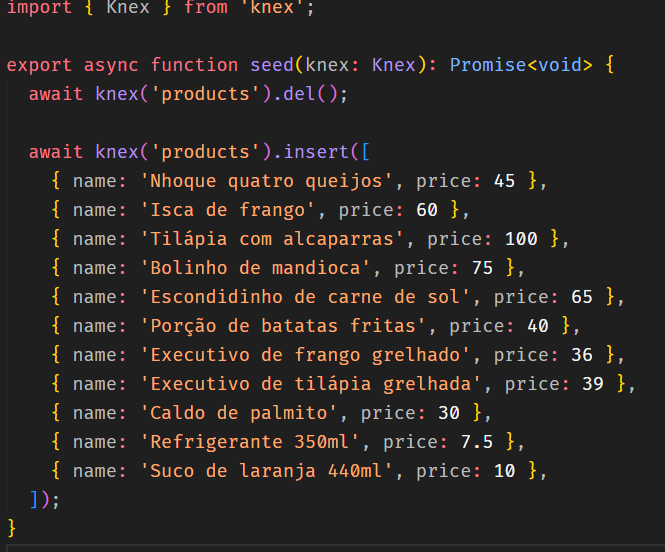 import { Knex } from 'knex';
export async function seed(knex: Knex): Promise<void> {
await knex('products').del();
await knex('products').insert([
{ name: 'Nhoque quatro queijos', price: 45 },
{ name: 'Isca de frango', price: 60 },
{ name: 'Tilápia com alcaparras', price: 100 },
{ name: 'Bolinho de mandioca', price: 75 },
{ name: 'Escondidinho de carne de sol', price: 65 },
{ name: 'Porção de batatas fritas', price: 40 },
{ name: 'Executivo de frango grelhado', price: 36 },
{ name: 'Executivo de tilápia grelhada', price: 39 },
{ name: 'Caldo de palmito', price: 30 },
{ name: 'Refrigerante 350ml', price: 7.5 },
{ name: 'Suco de laranja 440ml', price: 10 },
]);
}